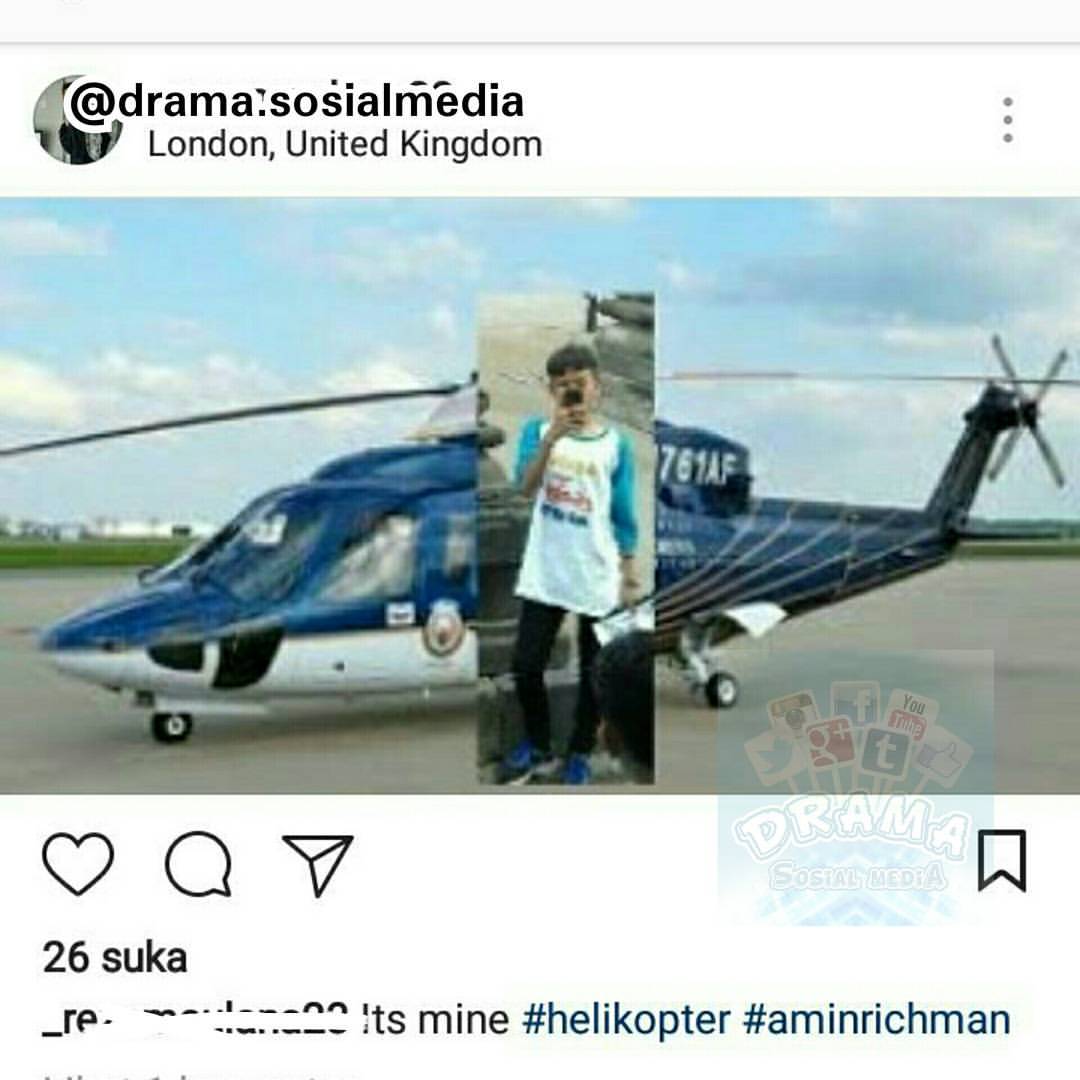 @drama.sosialmedia
London, United Kingdom
761AF
You
Tube
DRAMA
SOSIAL MEDIA
26 suka
Its mine #helikopter #aminrichman